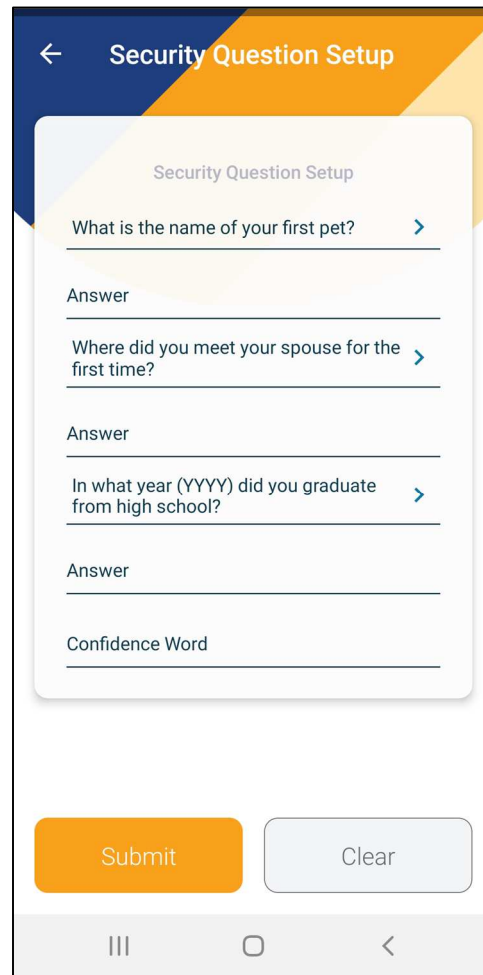 Security Question Setup
Security Question Setup
What is the name of your first pet?
Answer
Where did you meet your spouse for the
first time?
Answer
In what year (YYYY) did you graduate
from high school?
Answer
Confidence Word
Submit
Clear